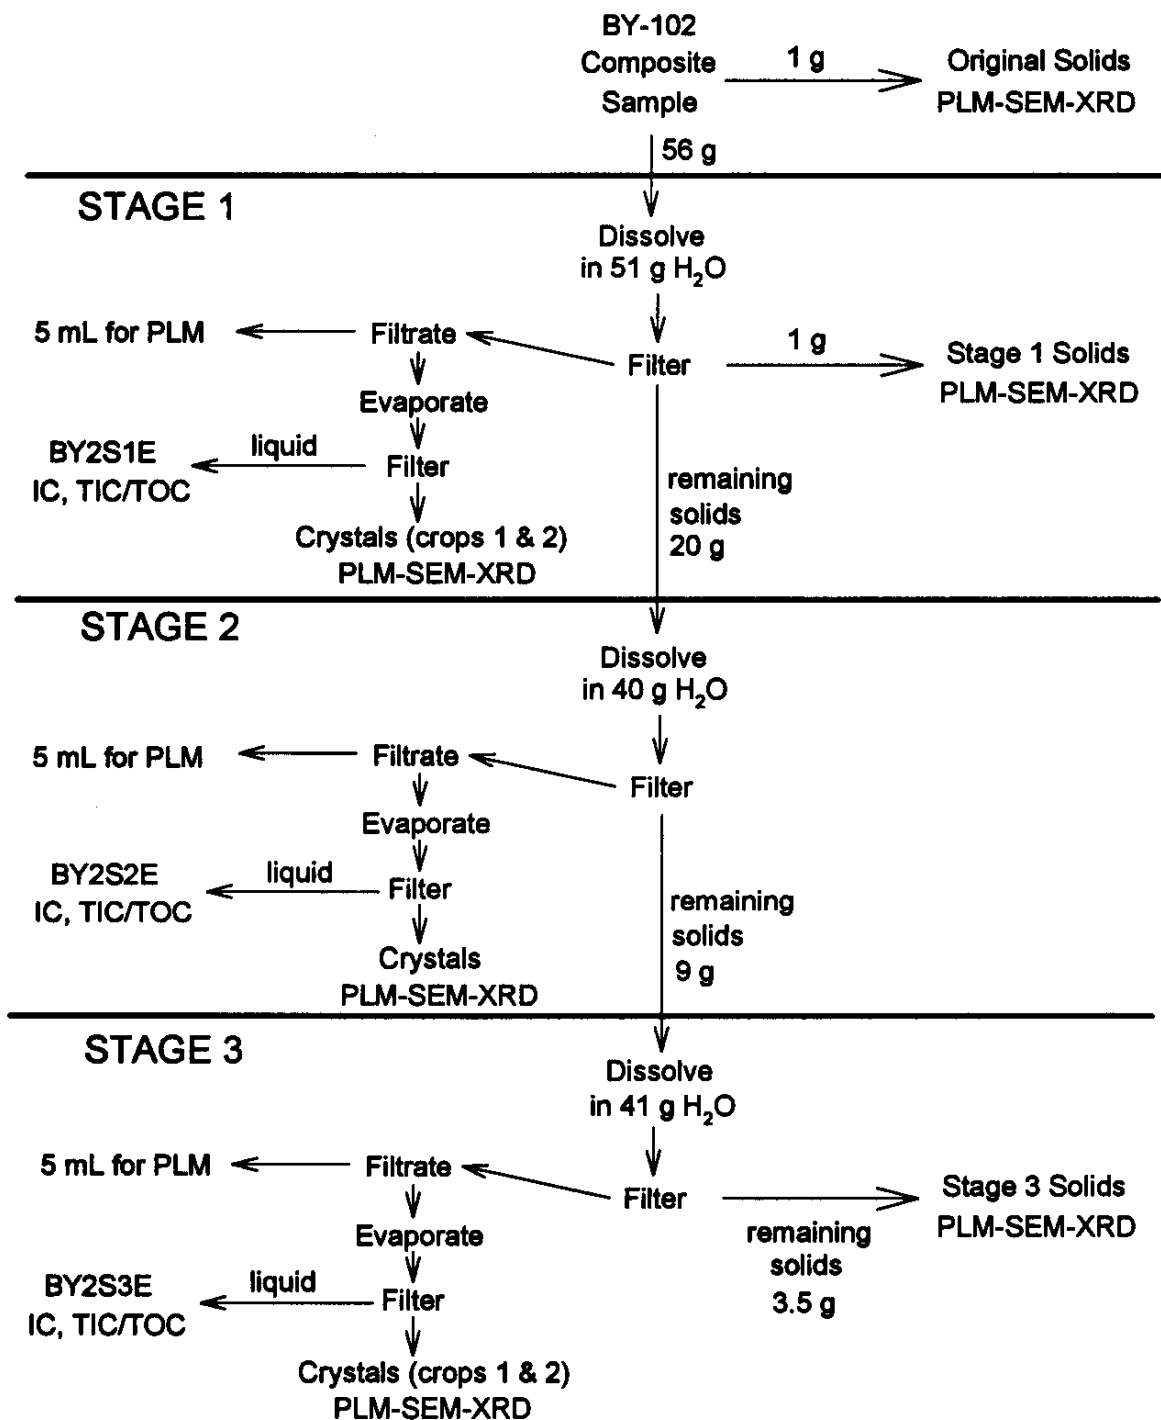 BY-102
Composite
Sample
1 g
Original Solids
PLM-SEM-XRD
56 g
STAGE 1
Dissolve
in 51 g H₂O
5 mL for PLM
Filtrate
Filter
1 g
Stage 1 Solids
PLM-SEM-XRD
Evaporate
BY2S1E
IC, TIC/TOC
liquid
Filter
remaining
solids
20 g
Crystals (crops 1 & 2)
PLM-SEM-XRD
STAGE 2
Dissolve
in 40 g H₂O
5 mL for PLM
Filtrate
Filter
Evaporate
BY2S2E
IC, TIC/TOC
liquid
Filter
remaining
solids
9 g
Crystals
PLM-SEM-XRD
STAGE 3
Dissolve
in 41 g H₂O
5 mL for PLM
Filtrate
Filter
Stage 3 Solids
PLM-SEM-XRD
remaining
solids
3.5 g
Evaporate
BY2S3E
IC, TIC/TOC
liquid
Filter
Crystals (crops 1 & 2)
PLM-SEM-XRD